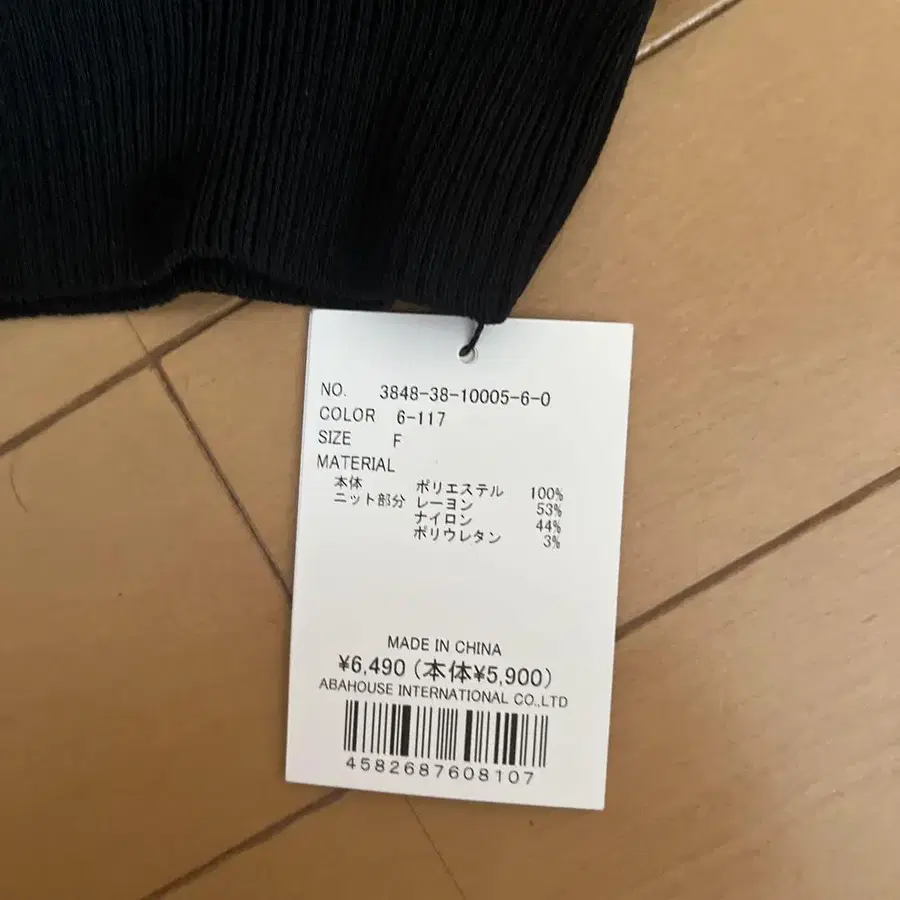 NO. 3848-38-10005-6-0
COLOR 6-117
SIZE F
MATERIAL
本体 ポリエステル 100%
ニット部分 レーヨン 53%
ナイロン 44%
ポリウレタン 3%
MADE IN CHINA
¥6,490(本体¥5,900)
ABAHOUSE INTERNATIONAL CO.,LTD
4582687608107